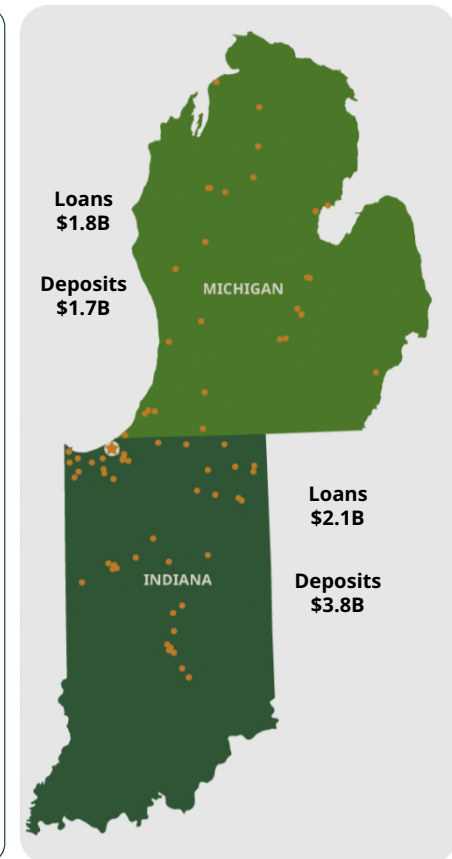 Loans
$1.8B
Deposits
$1.7B
MICHIGAN
Loans
$2.1B
Deposits
$3.8B
INDIANA